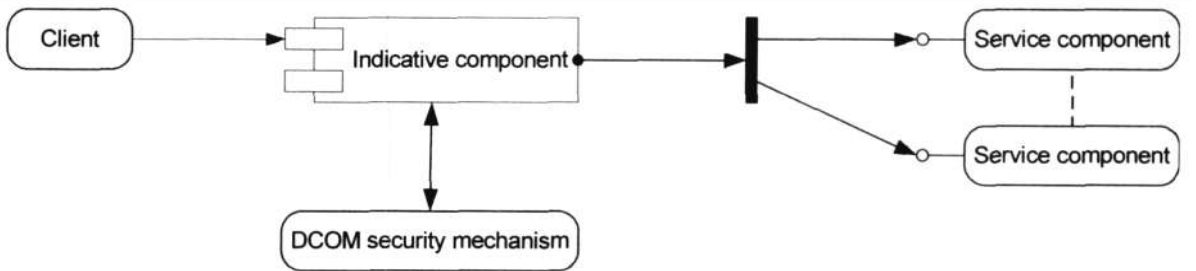 Client
Indicative component
Service component
Service component
DCOM security mechanism